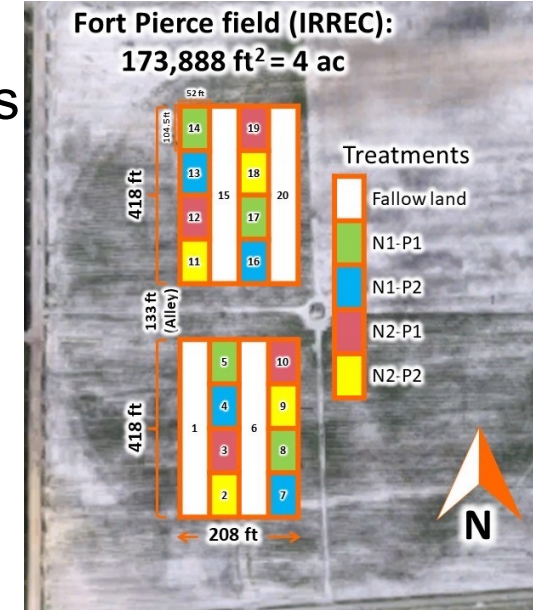 Fort Pierce field (IRREC):
173,888 ft² = 4 ac
s
52 ft
104.5 ft
418 ft
14
19
13
18
15
20
12
17
11
16
133 ft
(Alley)
418 ft
5
10
4
9
1
6
3
8
2
7
208 ft
Treatments
Fallow land
N1-P1
N1-P2
N2-P1
N2-P2
N